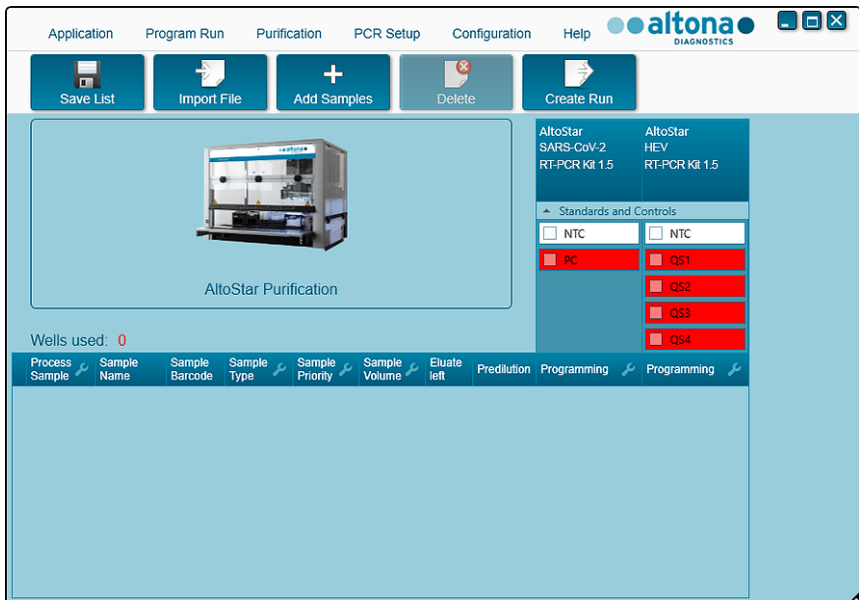 Application Program Run Purification PCR Setup Configuration Help altona
DIAGNOSTICS
Save List Import File Add Samples Delete Create Run
AltoStar
SARS-CoV-2
RT-PCR Kit 1.5
AltoStar
HEV
RT-PCR Kit 1.5
Standards and Controls
NTC NTC
PC QS1
QS2
QS3
QS4
altona
AltoStar Purification
Wells used: 0
Process Sample Sample Sample Sample Sample Eluate Predilution Programming Programming
Sample Name Barcode Type Priority Volume left